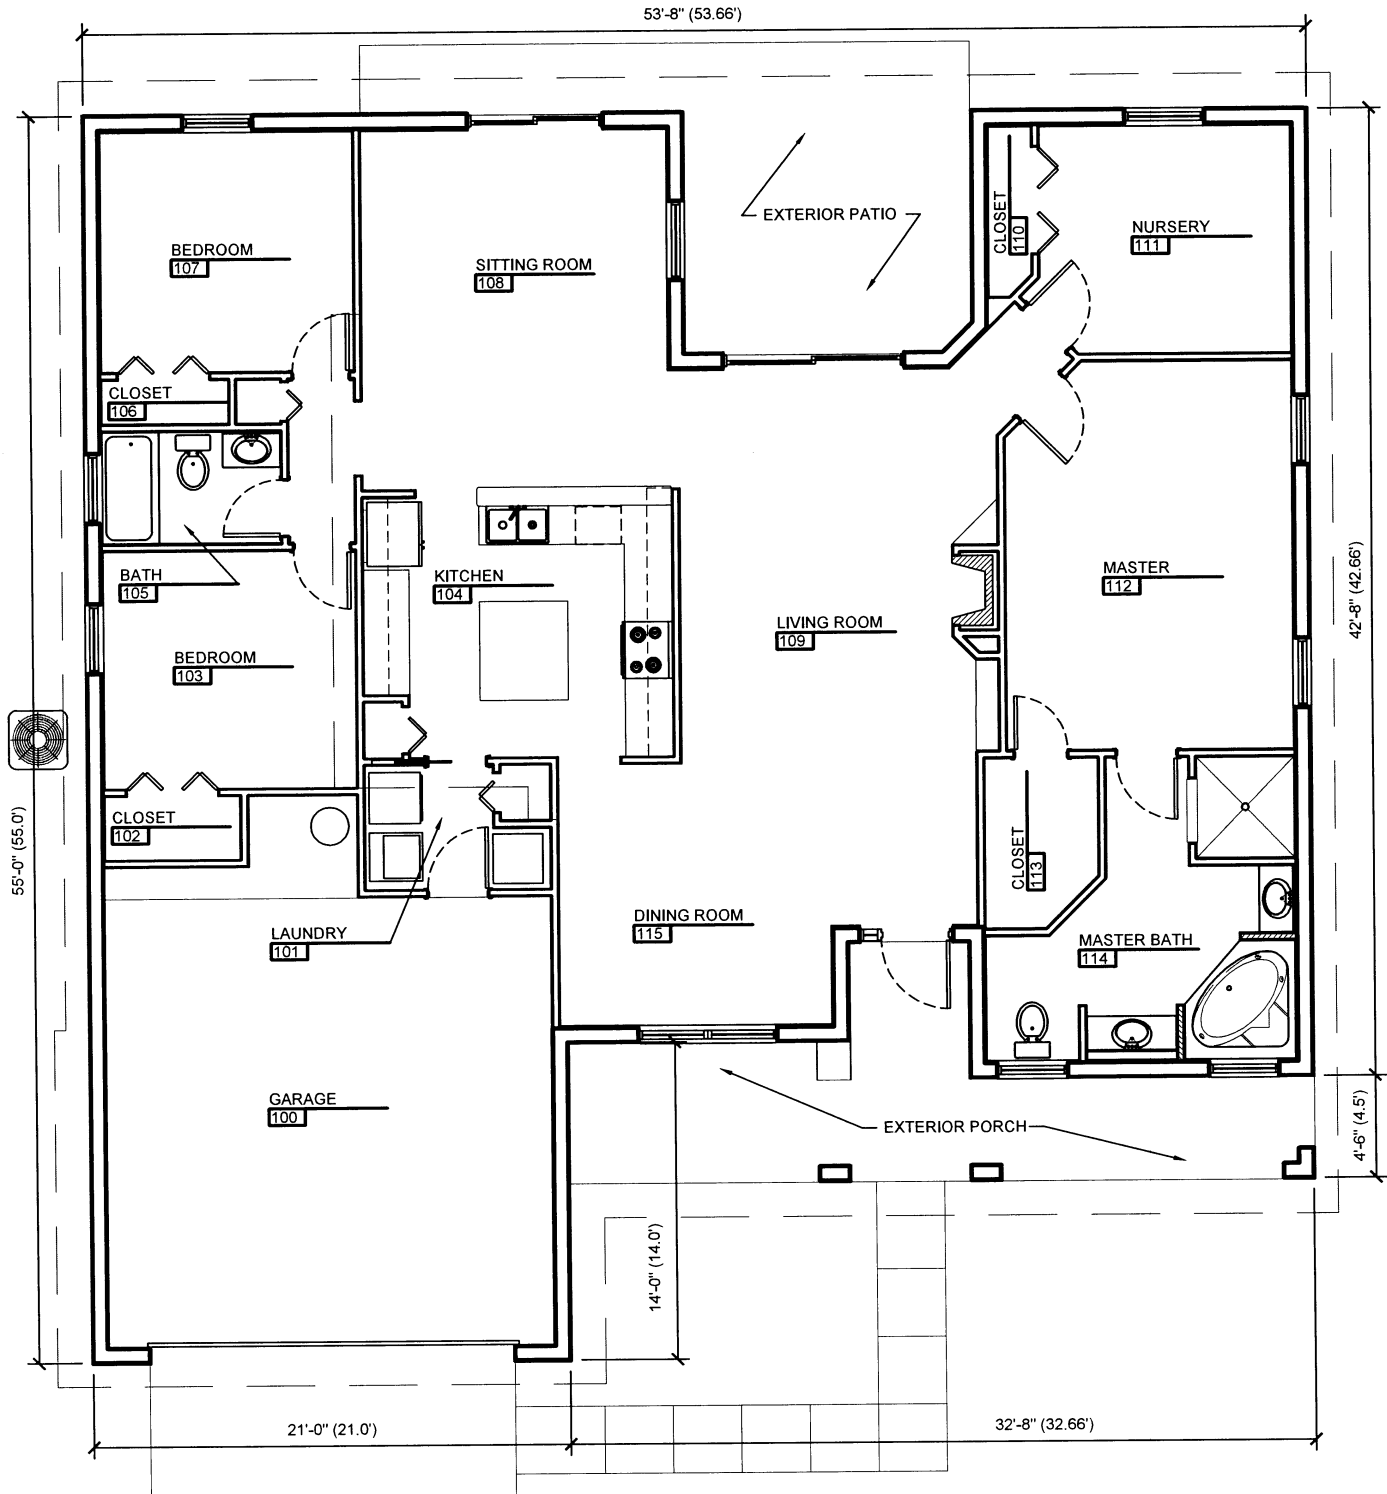 53'-8" (53.66')
EXTERIOR PATIO
CLOSET
110
NURSERY
111
BEDROOM
107
SITTING ROOM
108
CLOSET
106
BATH
105
KITCHEN
104
MASTER
112
LIVING ROOM
109
BEDROOM
103
42'-8" (42.66')
CLOSET
102
55'-0" (55.0')
CLOSET
113
LAUNDRY
101
DINING ROOM
115
MASTER BATH
114
GARAGE
100
EXTERIOR PORCH
4'-6" (4.5')
14'-0" (14.0')
21'-0" (21.0')
32'-8" (32.66')